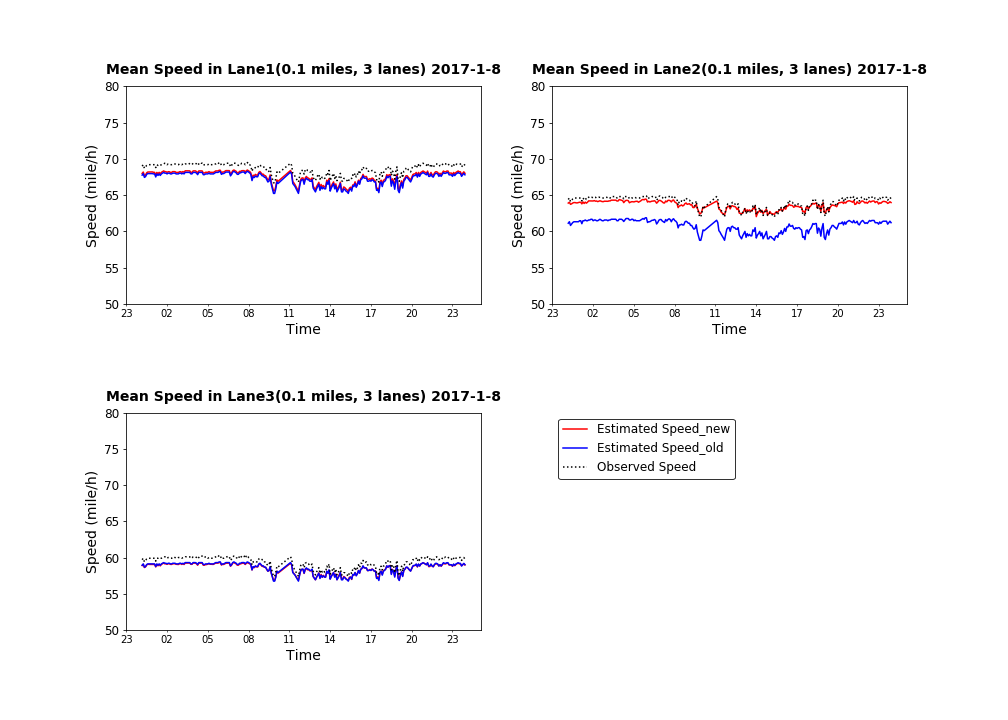 Mean Speed in Lane1(0.1 miles, 3 lanes) 2017-1-8
80
75
70
65
60
55
50
Speed (mile/h)
23 02 05 08 11 14 17 20 23
Time
Mean Speed in Lane2(0.1 miles, 3 lanes) 2017-1-8
80
75
70
65
60
55
50
Speed (mile/h)
23 02 05 08 11 14 17 20 23
Time
Mean Speed in Lane3(0.1 miles, 3 lanes) 2017-1-8
80
75
70
65
60
55
50
Speed (mile/h)
23 02 05 08 11 14 17 20 23
Time
Estimated Speed_new
Estimated Speed_old
Observed Speed